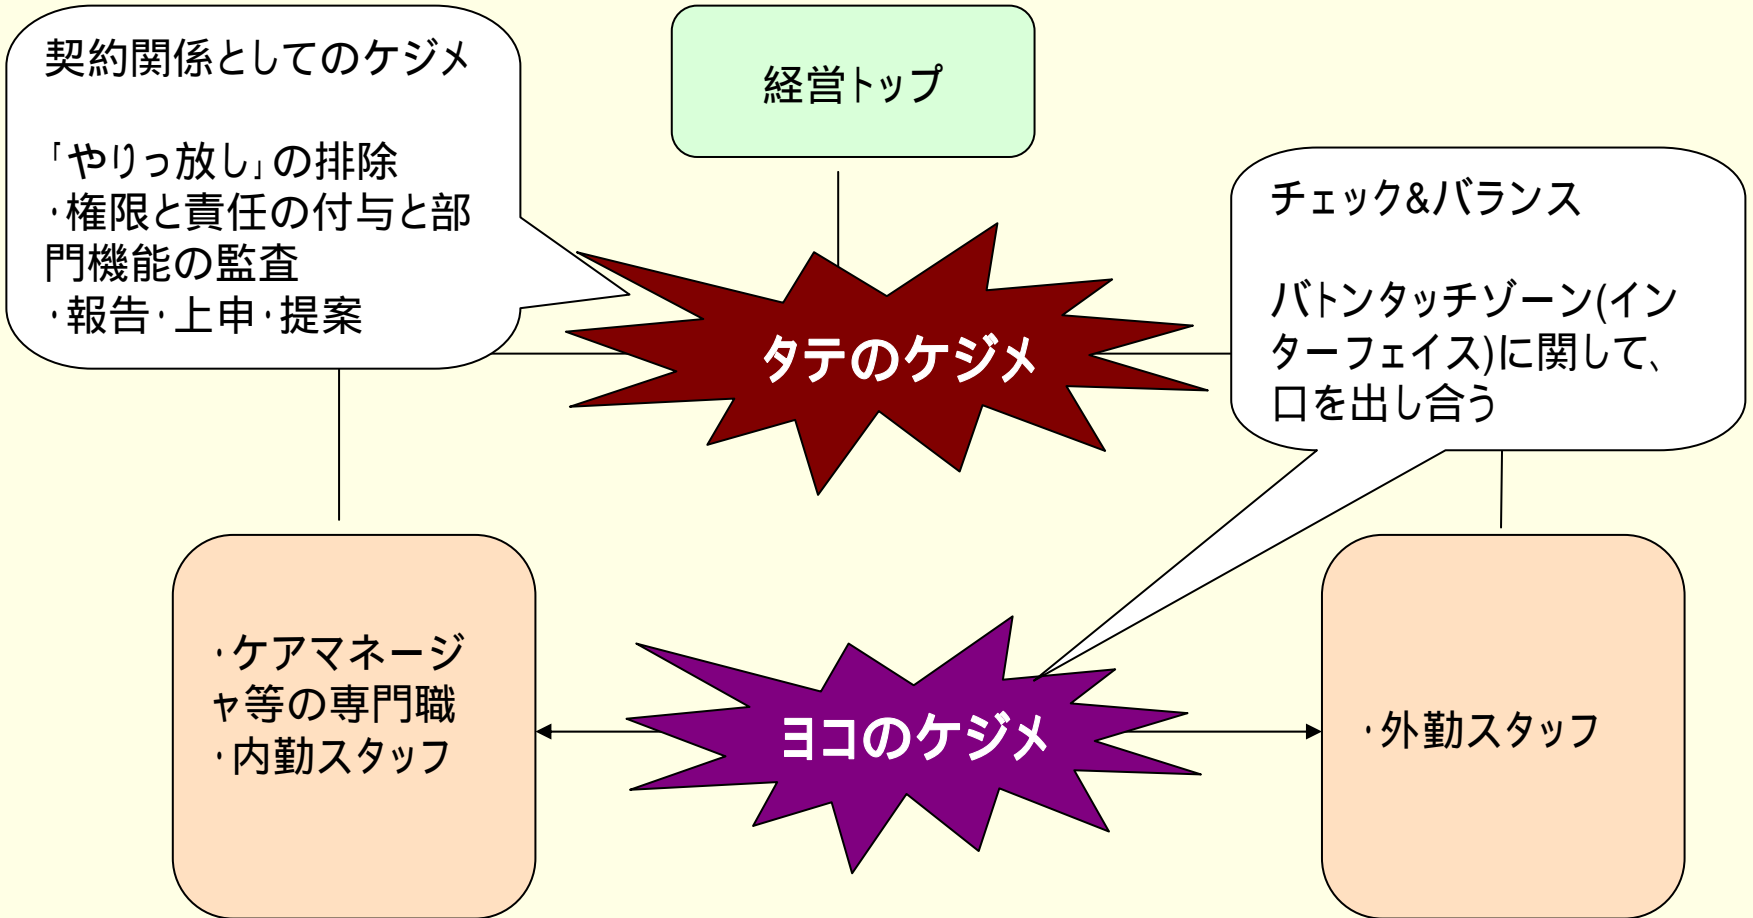 契約関係としてのケジメ
「やりっ放し」の排除
・権限と責任の付与と部
門機能の監査
・報告・上申・提案
経営トップ
チェック&バランス
バトンタッチゾーン(イン
ターフェイス)に関して、
口を出し合う
タテのケジメ
・ケアマネージ
ャ等の専門職
・内勤スタッフ
ヨコのケジメ
・外勤スタッフ